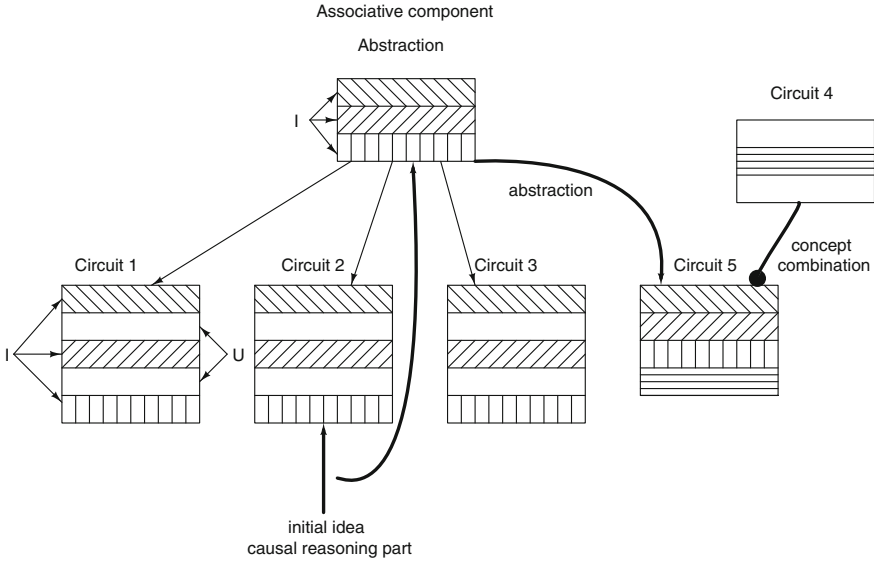 Associative component
Abstraction
Circuit 4
I
abstraction
concept
combination
Circuit 1
Circuit 2
Circuit 3
Circuit 5
I
U
initial idea
causal reasoning part